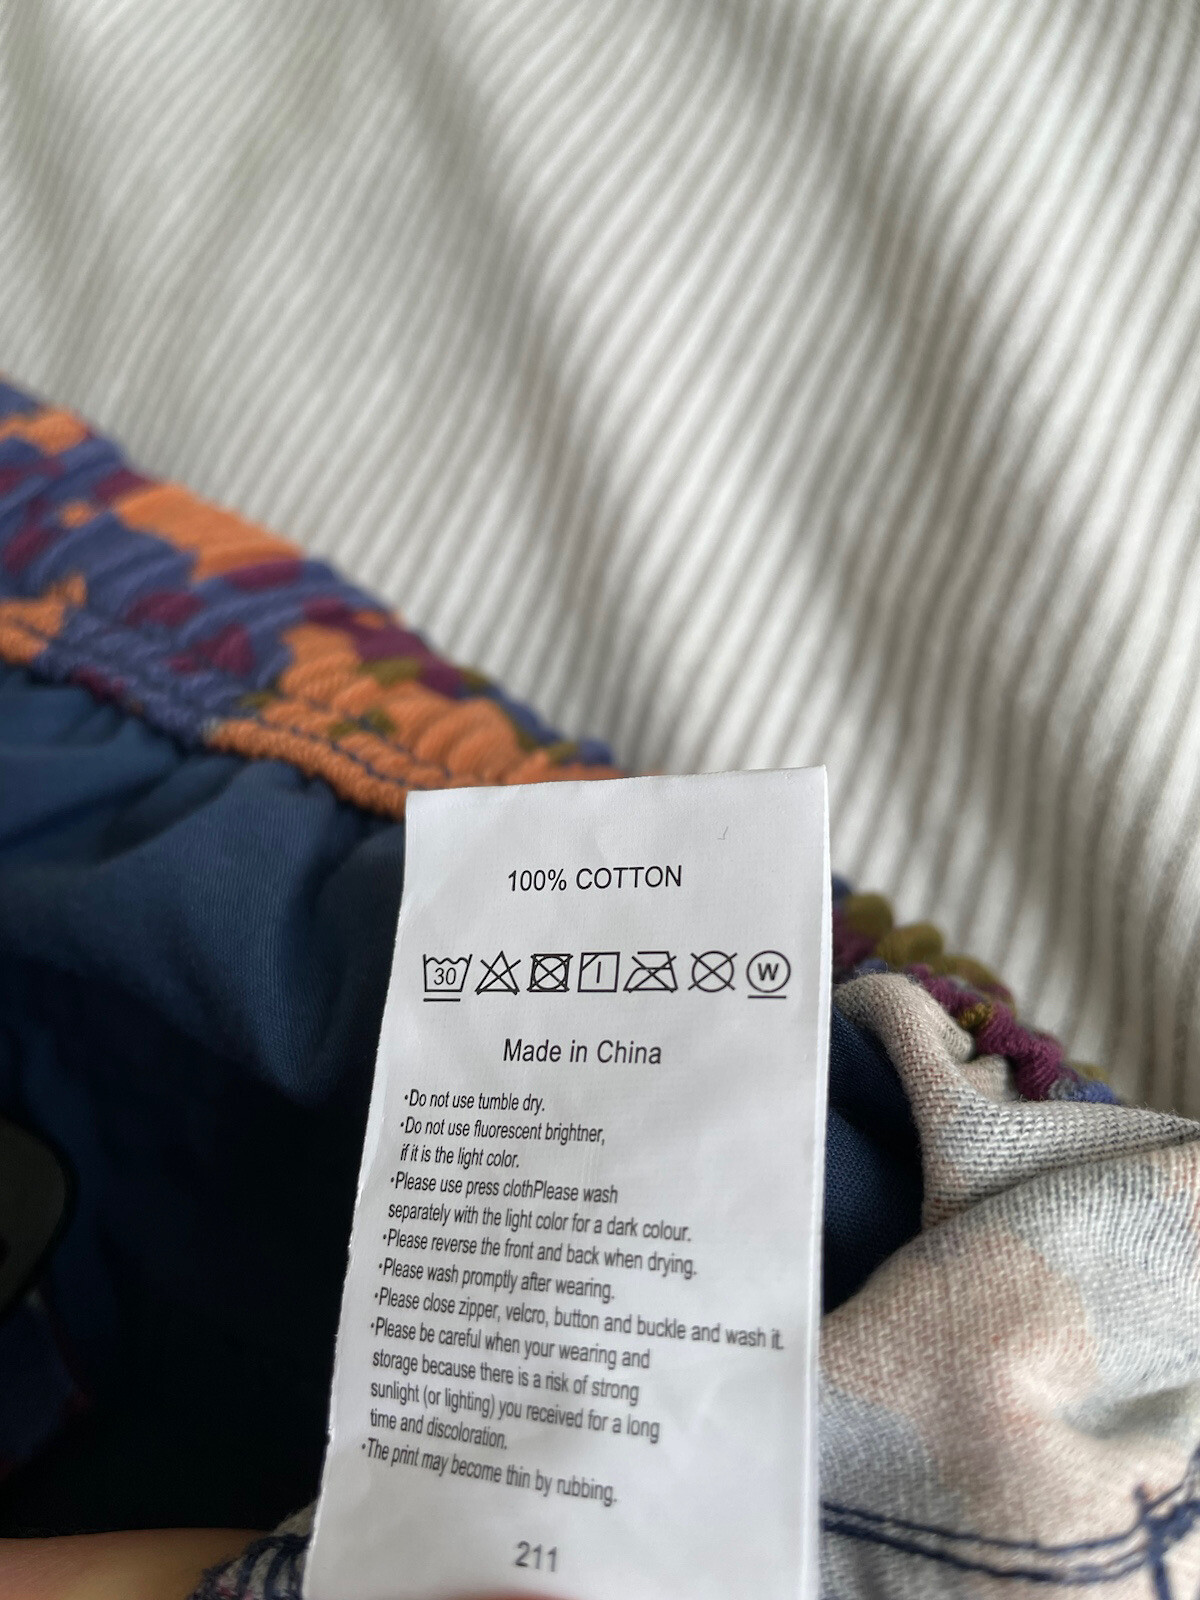 100% COTTON
30
W
Made in China
•Do not use tumble dry.
•Do not use fluorescent brightner,
if it is the light color.
•Please use press clothPlease wash
separately with the light color for a dark colour.
•Please reverse the front and back when drying.
•Please wash promptly after wearing.
•Please close zipper, velcro, button and buckle and wash it.
•Please be careful when your wearing and
storage because there is a risk of strong
sunlight (or lighting) you received for a long
time and discoloration.
•The print may become thin by rubbing.
211